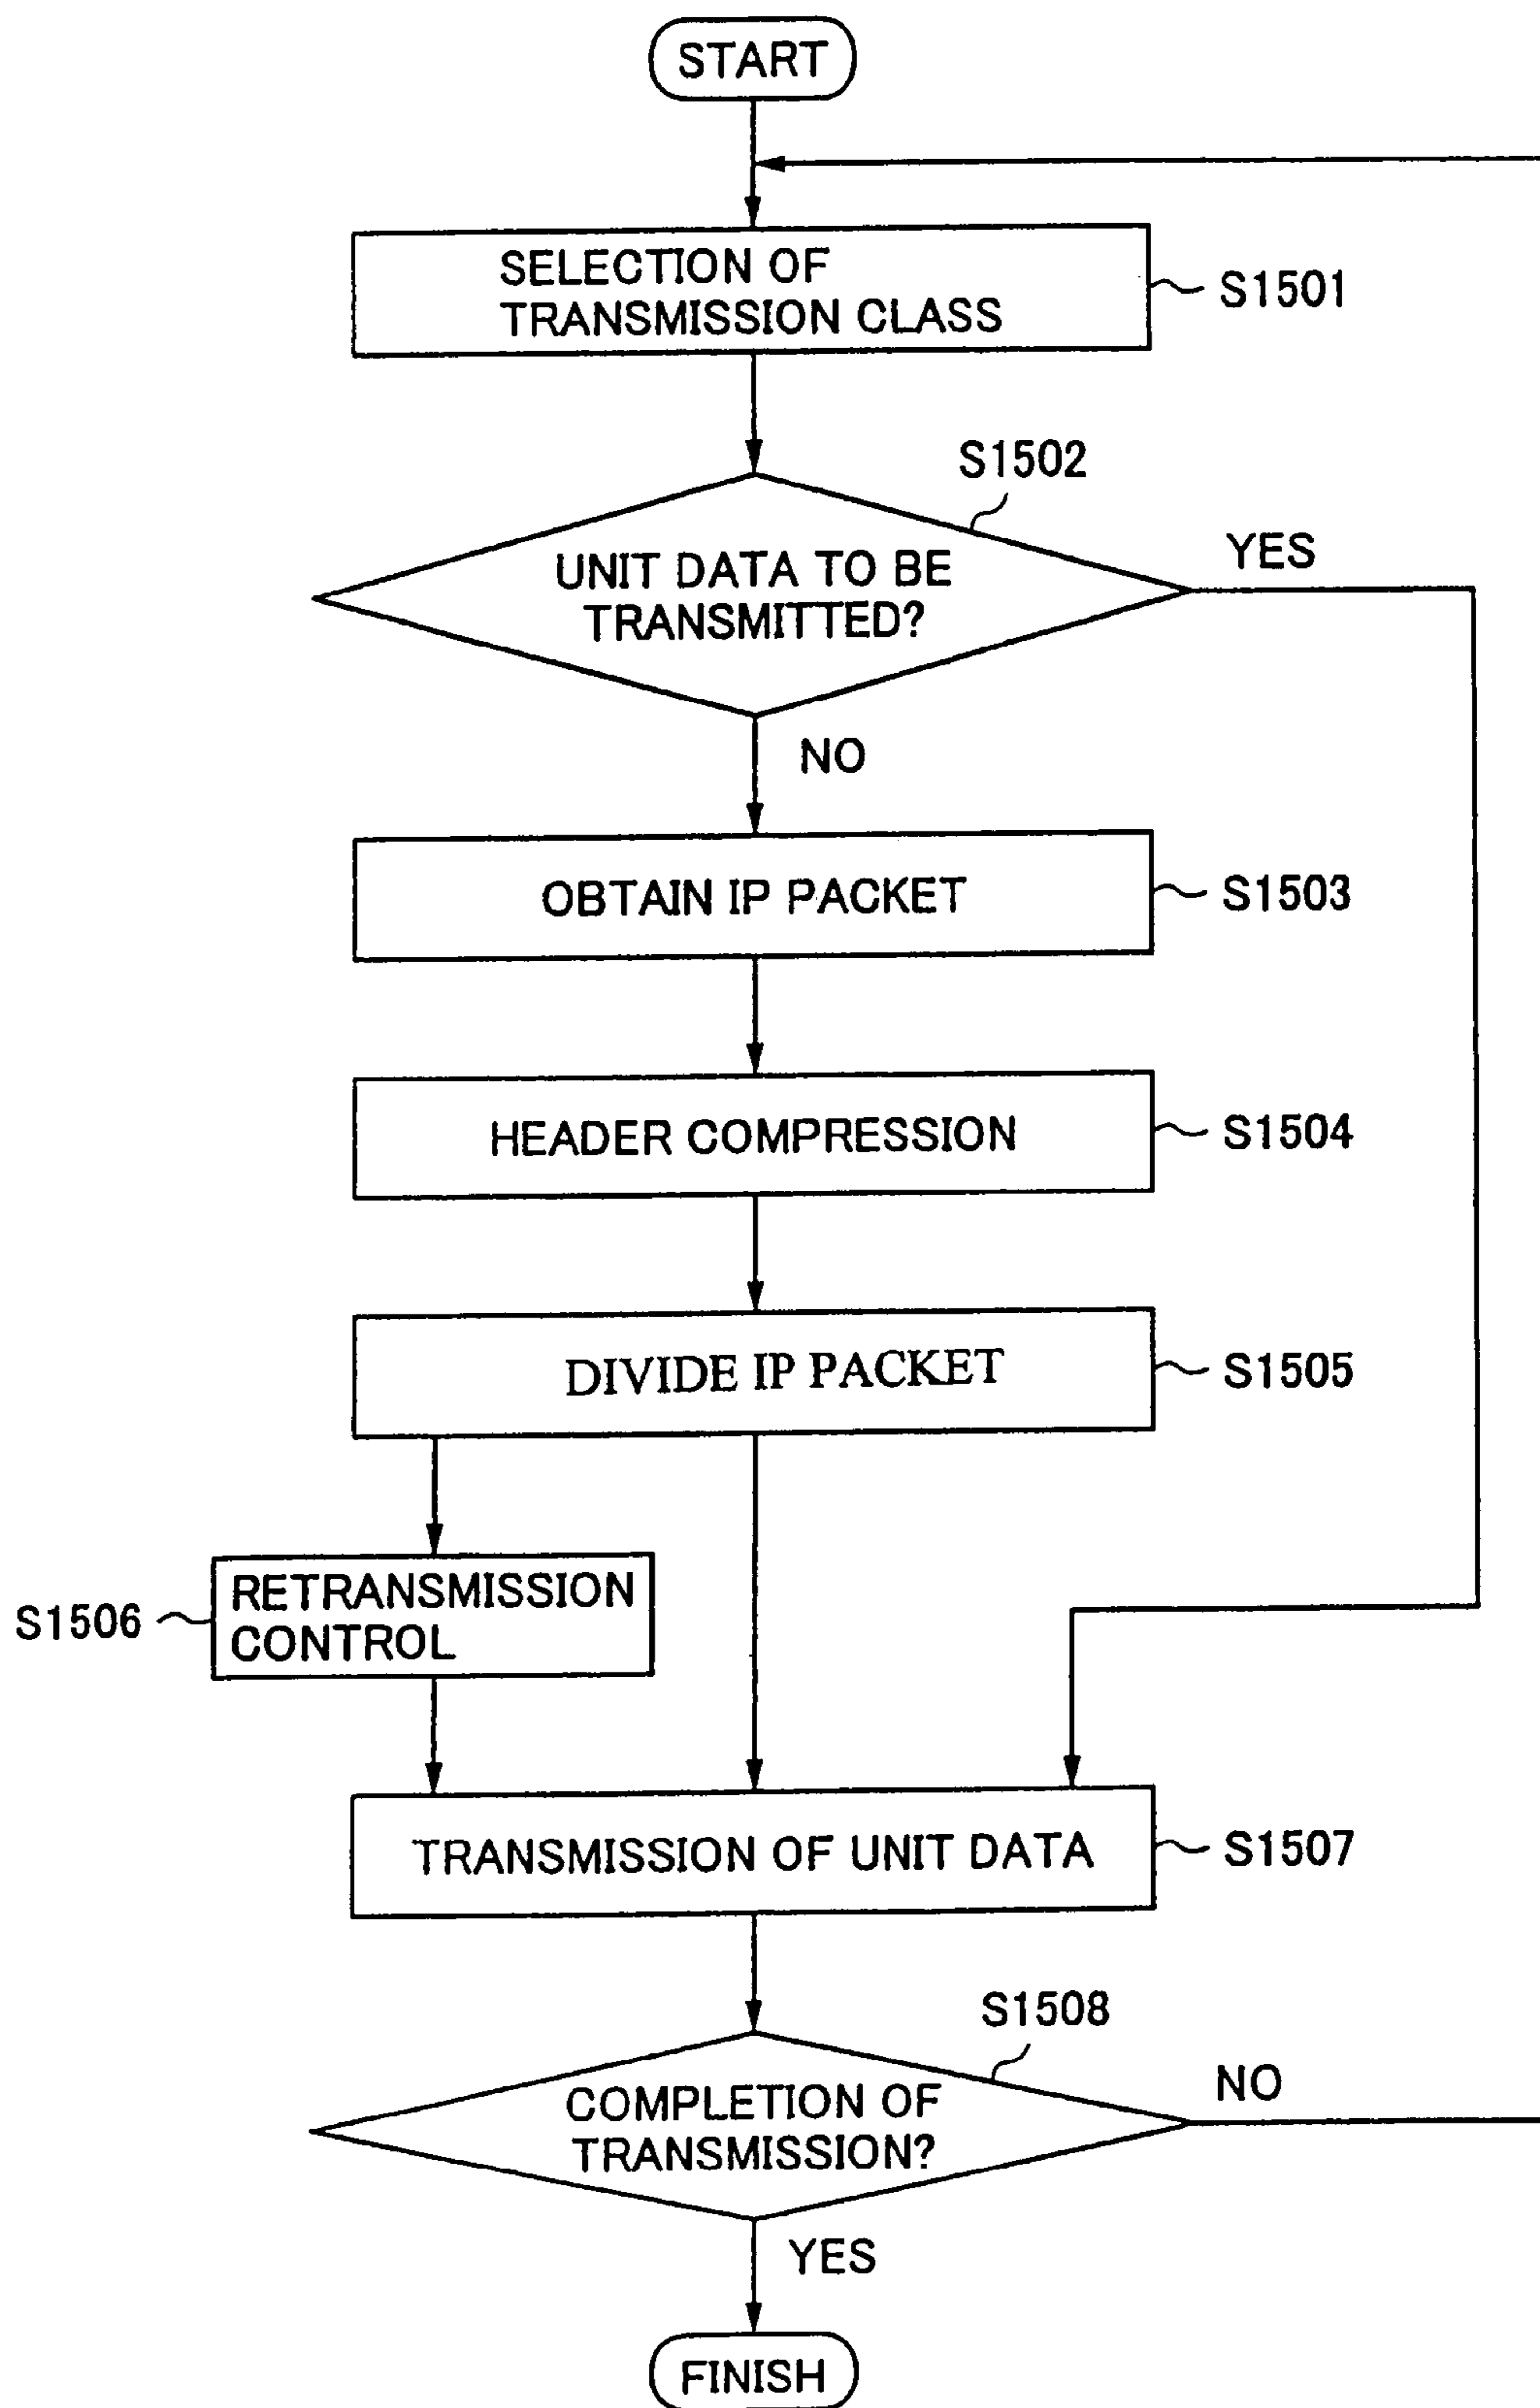 START
SELECTION OF
TRANSMISSION CLASS
S1501
S1502
UNIT DATA TO BE
TRANSMITTED?
YES
NO
OBTAIN IP PACKET
S1503
HEADER COMPRESSION
S1504
DIVIDE IP PACKET
S1505
S1506
RETRANSMISSION
CONTROL
TRANSMISSION OF UNIT DATA
S1507
S1508
COMPLETION OF
TRANSMISSION?
NO
YES
FINISH